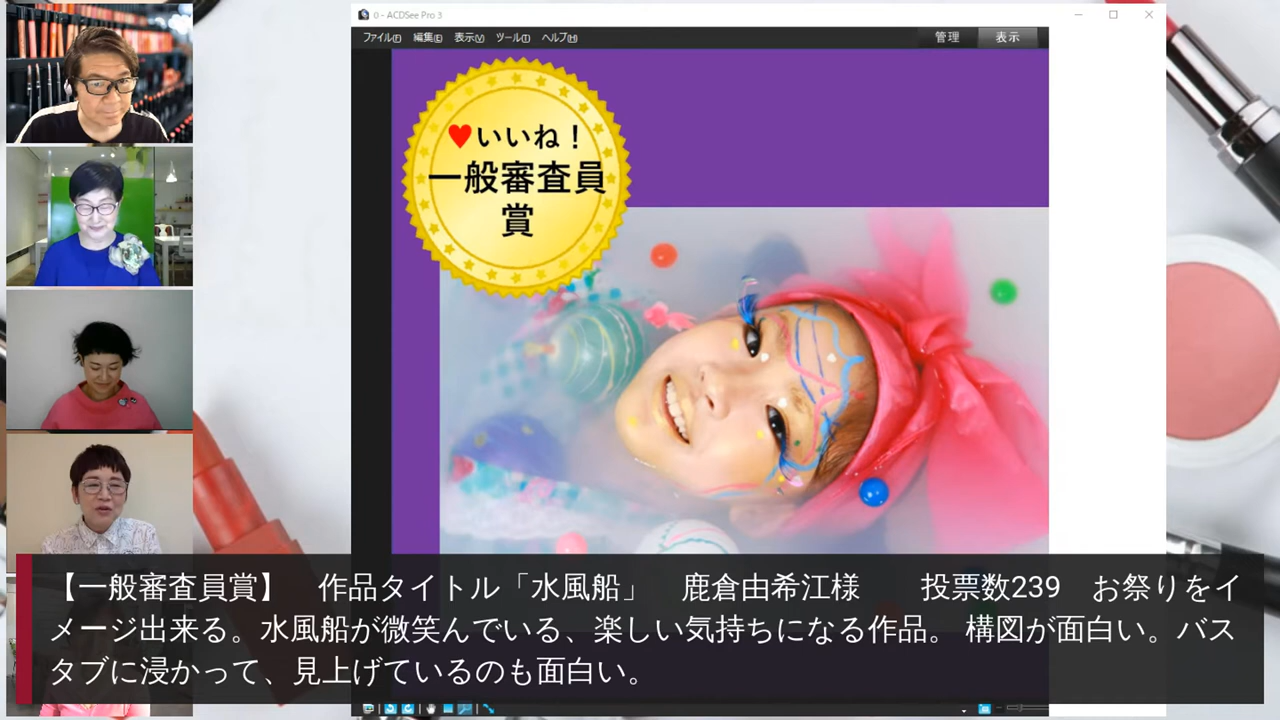 0 - ACDSee Pro 3
ファイル(F) 編集(E) 表示(V) ツール(T) ヘルプ(H)
管理 表示
♥いいね！
一般審査員
賞
【一般審査員賞】　作品タイトル「水風船」　鹿倉由希江様　　投票数239　お祭りをイ
メージ出来る。水風船が微笑んでいる、楽しい気持ちになる作品。 構図が面白い。バス
タブに浸かって、見上げているのも面白い。